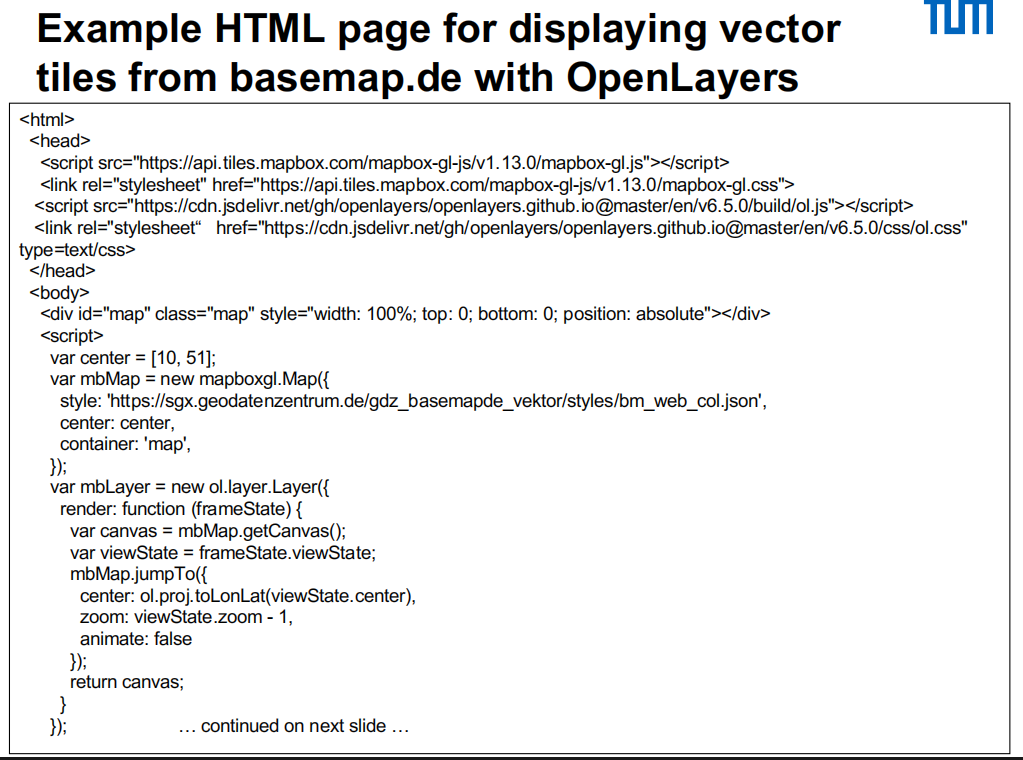 Example HTML page for displaying vector
tiles from basemap.de with OpenLayers
TUM
<html>
<head>
<script src="https://api.tiles.mapbox.com/mapbox-gl-js/v1.13.0/mapbox-gl.js"></script>
<link rel="stylesheet" href="https://api.tiles.mapbox.com/mapbox-gl-js/v1.13.0/mapbox-gl.css">
<script src="https://cdn.jsdelivr.net/gh/openlayers/openlayers.github.io@master/en/v6.5.0/build/ol.js"></script>
<link rel="stylesheet“ href="https://cdn.jsdelivr.net/gh/openlayers/openlayers.github.io@master/en/v6.5.0/css/ol.css"
type=text/css>
</head>
<body>
<div id="map" class="map" style="width: 100%; top: 0; bottom: 0; position: absolute"></div>
<script>
var center = [10, 51];
var mbMap = new mapboxgl.Map({
style: 'https://sgx.geodatenzentrum.de/gdz_basemapde_vektor/styles/bm_web_col.json',
center: center,
container: 'map',
});
var mbLayer = new ol.layer.Layer({
render: function (frameState) {
var canvas = mbMap.getCanvas();
var viewState = frameState.viewState;
mbMap.jumpTo({
center: ol.proj.toLonLat(viewState.center),
zoom: viewState.zoom - 1,
animate: false
});
return canvas;
}
}); … continued on next slide …